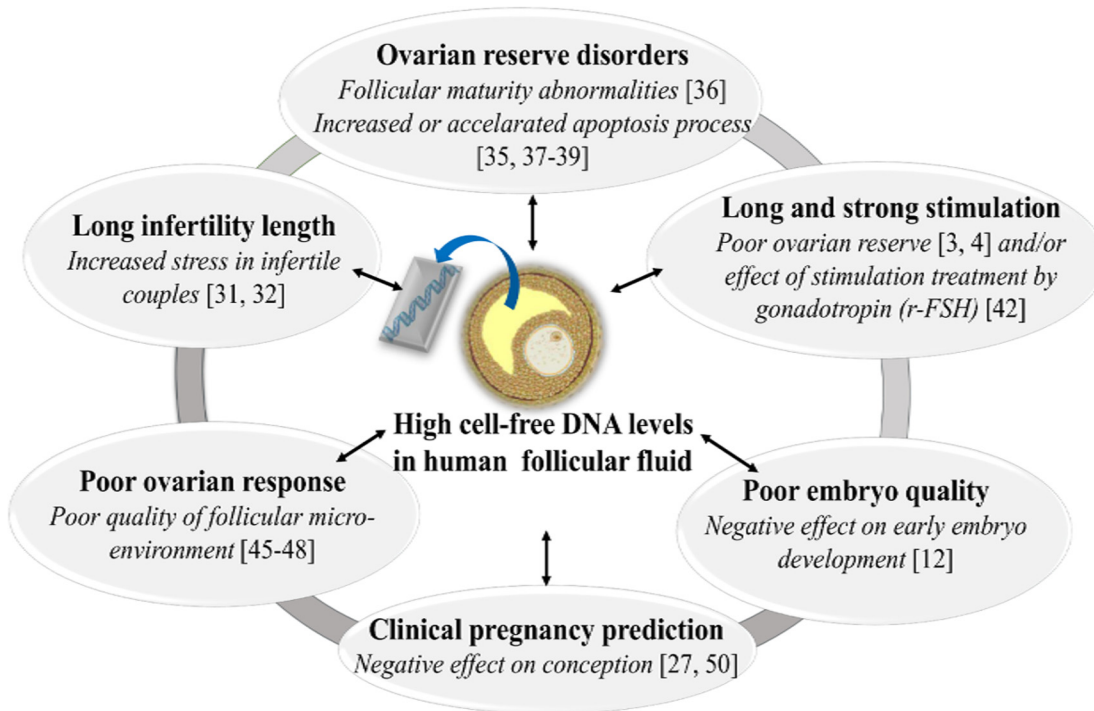 Ovarian reserve disorders
Follicular maturity abnormalities [36]
Increased or accelarated apoptosis process
[35, 37-39]
Long infertility length
Increased stress in infertile
couples [31, 32]
Long and strong stimulation
Poor ovarian reserve [3, 4] and/or
effect of stimulation treatment by
gonadotropin (r-FSH) [42]
High cell-free DNA levels
in human follicular fluid
Poor ovarian response
Poor quality of follicular micro-
environment [45-48]
Poor embryo quality
Negative effect on early embryo
development [12]
Clinical pregnancy prediction
Negative effect on conception [27, 50]